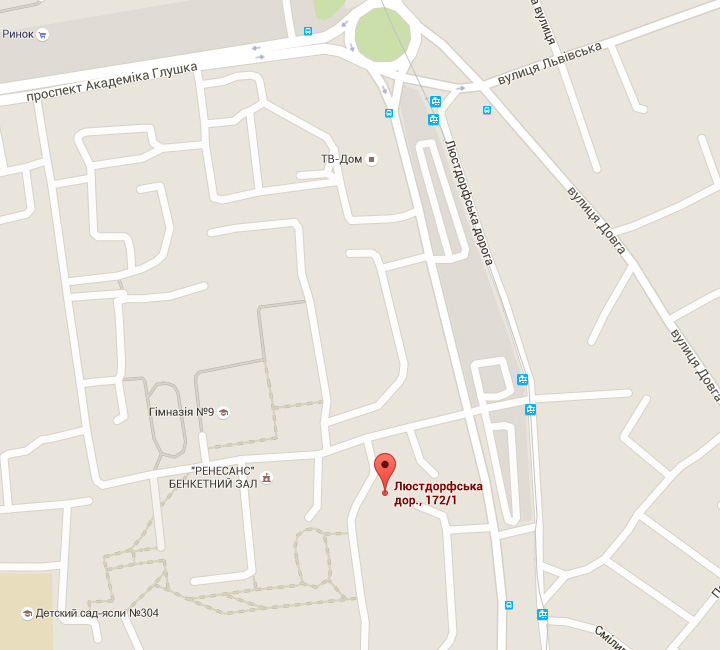 Ринок
вулиця
вулиця Львівська
проспект Академіка Глушка
ТВ-Дом
Люстдорфська дорога
вулиця Довга
вулиця Довга
Гімназія №9
"РЕНЕСАНС"
БЕНКЕТНИЙ ЗАЛ
Люстдорфська
дор., 172/1
Детский сад-ясли №304